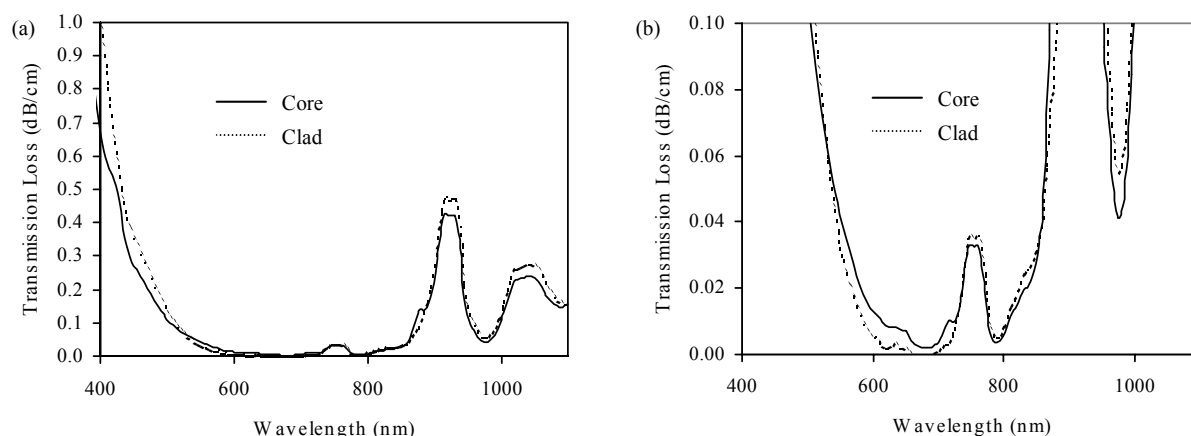 (a)
Transmission Loss (dB/cm)
1.0
0.9
0.8
0.7
0.6
0.5
0.4
0.3
0.2
0.1
0.0
Core
Clad
400
600
800
1000
Wavelength (nm)
(b)
Transmission Loss (dB/cm)
0.10
0.08
0.06
0.04
0.02
0.00
Core
Clad
400
600
800
1000
Wavelength (nm)